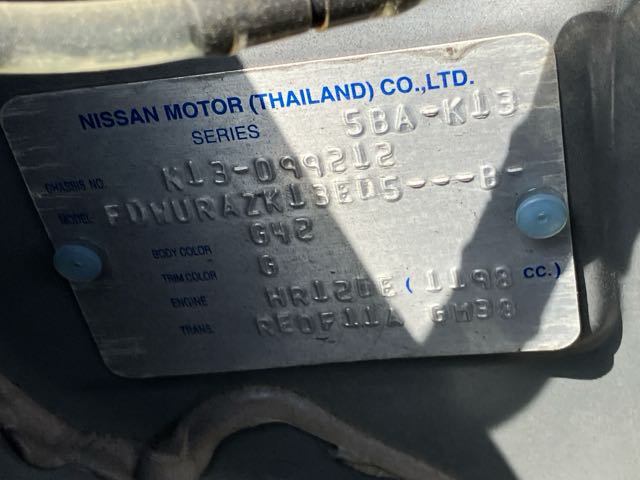 NISSAN MOTOR (THAILAND) CO.,LTD.
SERIES 5BA-K13
CHASSIS NO. K13-099212
MODEL FDWURAZK13EDS---B-
BODY COLOR G42
TRIM COLOR G
ENGINE HR12DE (1198 CC.)
TRANS. RE0F11A GM38